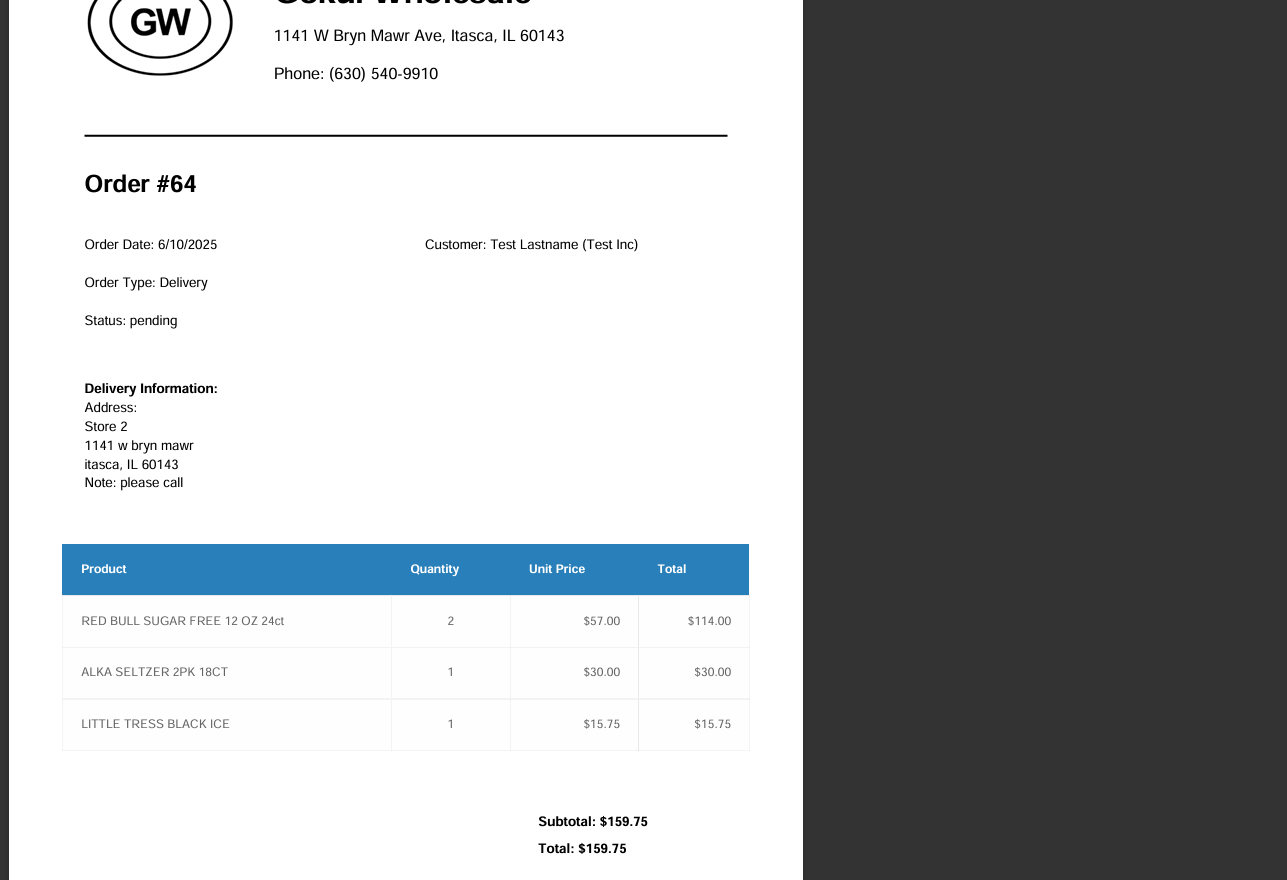 GW
Gokul Wholesale
1141 W Bryn Mawr Ave, Itasca, IL 60143
Phone: (630) 540-9910
Order #64
Order Date: 6/10/2025 Customer: Test Lastname (Test Inc)
Order Type: Delivery
Status: pending
Delivery Information:
Address:
Store 2
1141 w bryn mawr
itasca, IL 60143
Note: please call
Product Quantity Unit Price Total
RED BULL SUGAR FREE 12 OZ 24ct 2 $57.00 $114.00
ALKA SELTZER 2PK 18CT 1 $30.00 $30.00
LITTLE TRESS BLACK ICE 1 $15.75 $15.75
Subtotal: $159.75
Total: $159.75